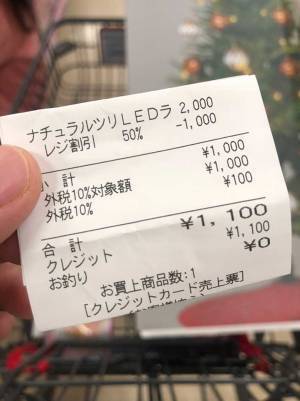 ナチュラルツリLEDラ 2,000
レジ割引 50% -1,000
小 計 ¥1,000
外税10%対象額 ¥1,000
外税10% ¥100
合 計 ¥1,100
クレジット ¥1,100
お釣り ¥0
お買上商品数:1
[クレジットカード売上票]